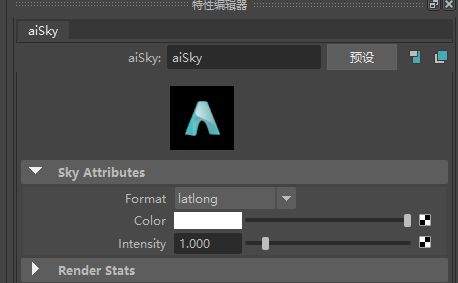 特性编辑器
aiSky
aiSky: aiSky 预设
Sky Attributes
Format latlong
Color
Intensity 1.000
Render Stats